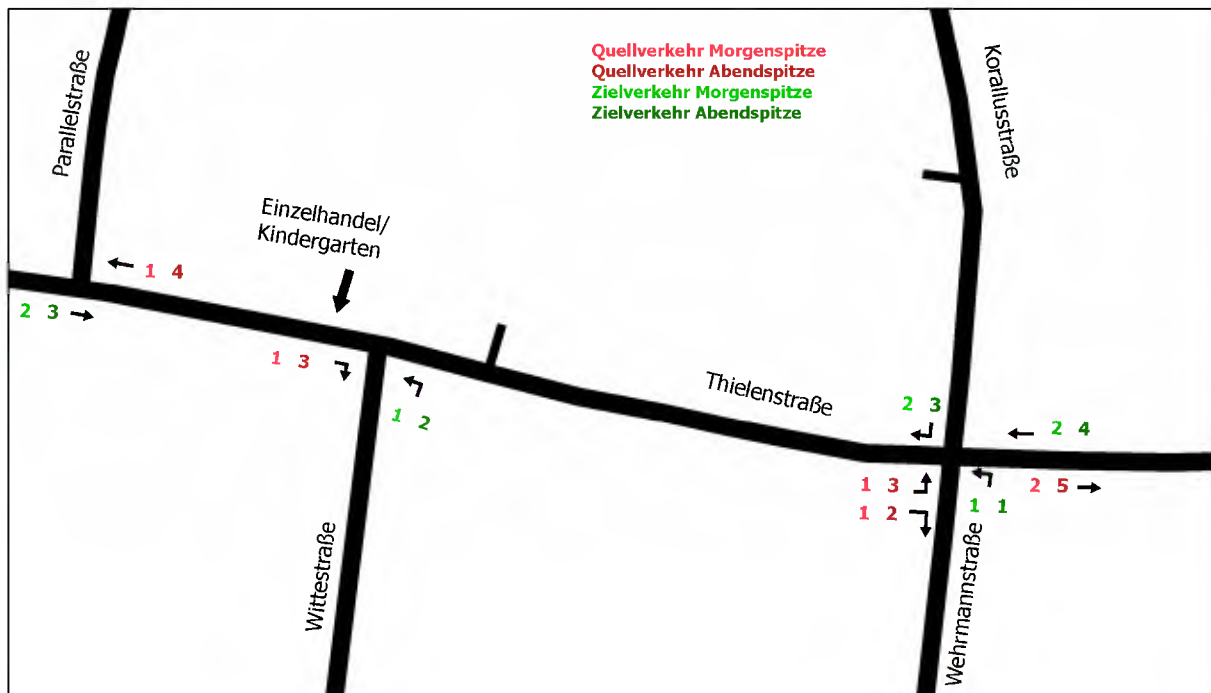 Quellverkehr Morgenspitze
Quellverkehr Abendspitze
Zielverkehr Morgenspitze
Zielverkehr Abendspitze
Korallusstraße
Parallelstraße
Einzelhandel/
Kindergarten
1 4
2 3
1 3
1 2
Thielenstraße
2 3
2 4
1 3
2 5
1 2
1 1
Wittestraße
Wehrmannstraße